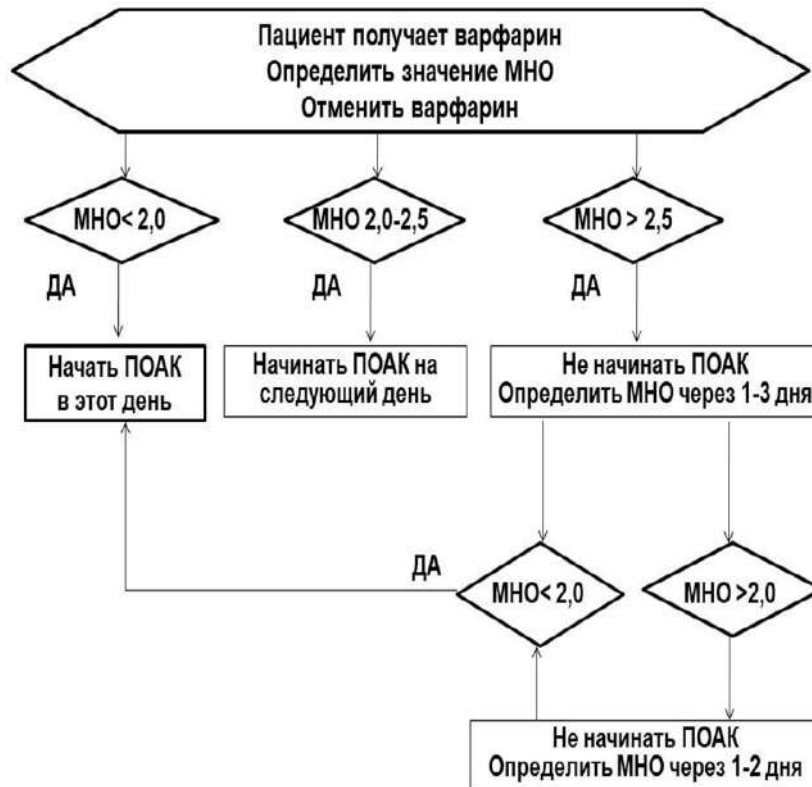 Пациент получает варфарин
Определить значение МНО
Отменить варфарин
МНО< 2,0
МНО 2,0-2,5
МНО > 2,5
ДА
ДА
ДА
Начать ПОАК
в этот день
Начинать ПОАК на
следующий день
Не начинать ПОАК
Определить МНО через 1-3 дня
ДА
МНО< 2,0
МНО >2,0
Не начинать ПОАК
Определить МНО через 1-2 дня